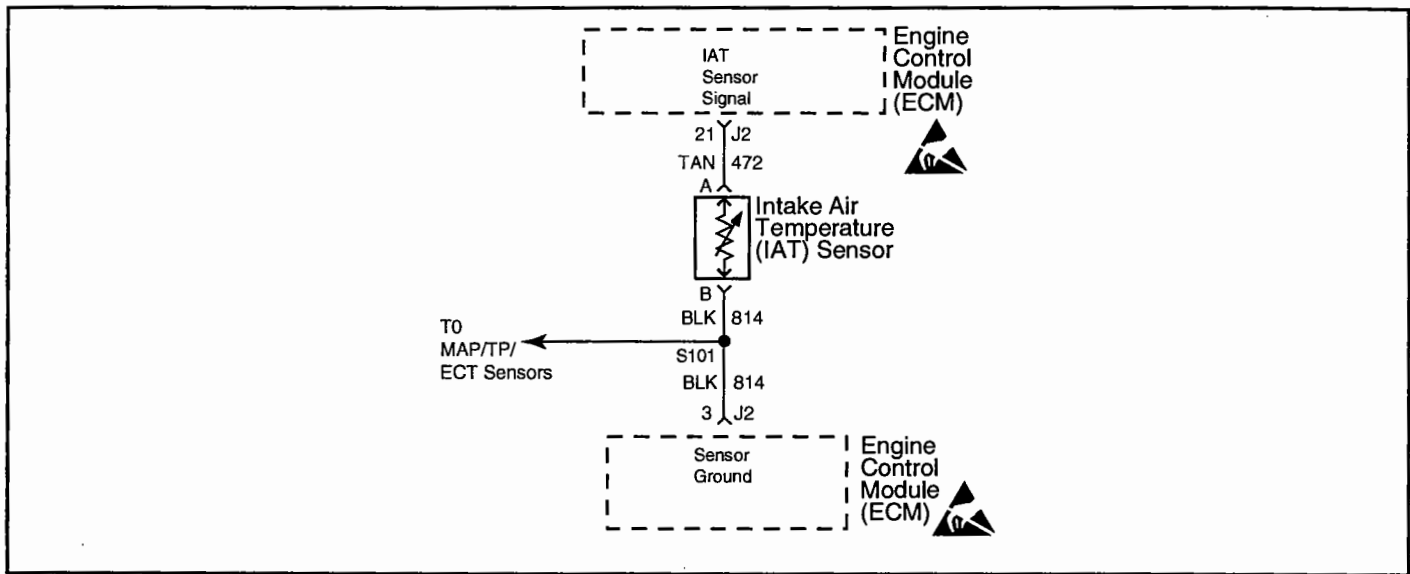 IAT
Sensor
Signal
Engine
Control
Module
(ECM)
21 J2
TAN 472
A
Intake Air
Temperature
(IAT) Sensor
B
BLK 814
TO
MAP/TP/
ECT Sensors
S101
BLK 814
3 J2
Sensor
Ground
Engine
Control
Module
(ECM)